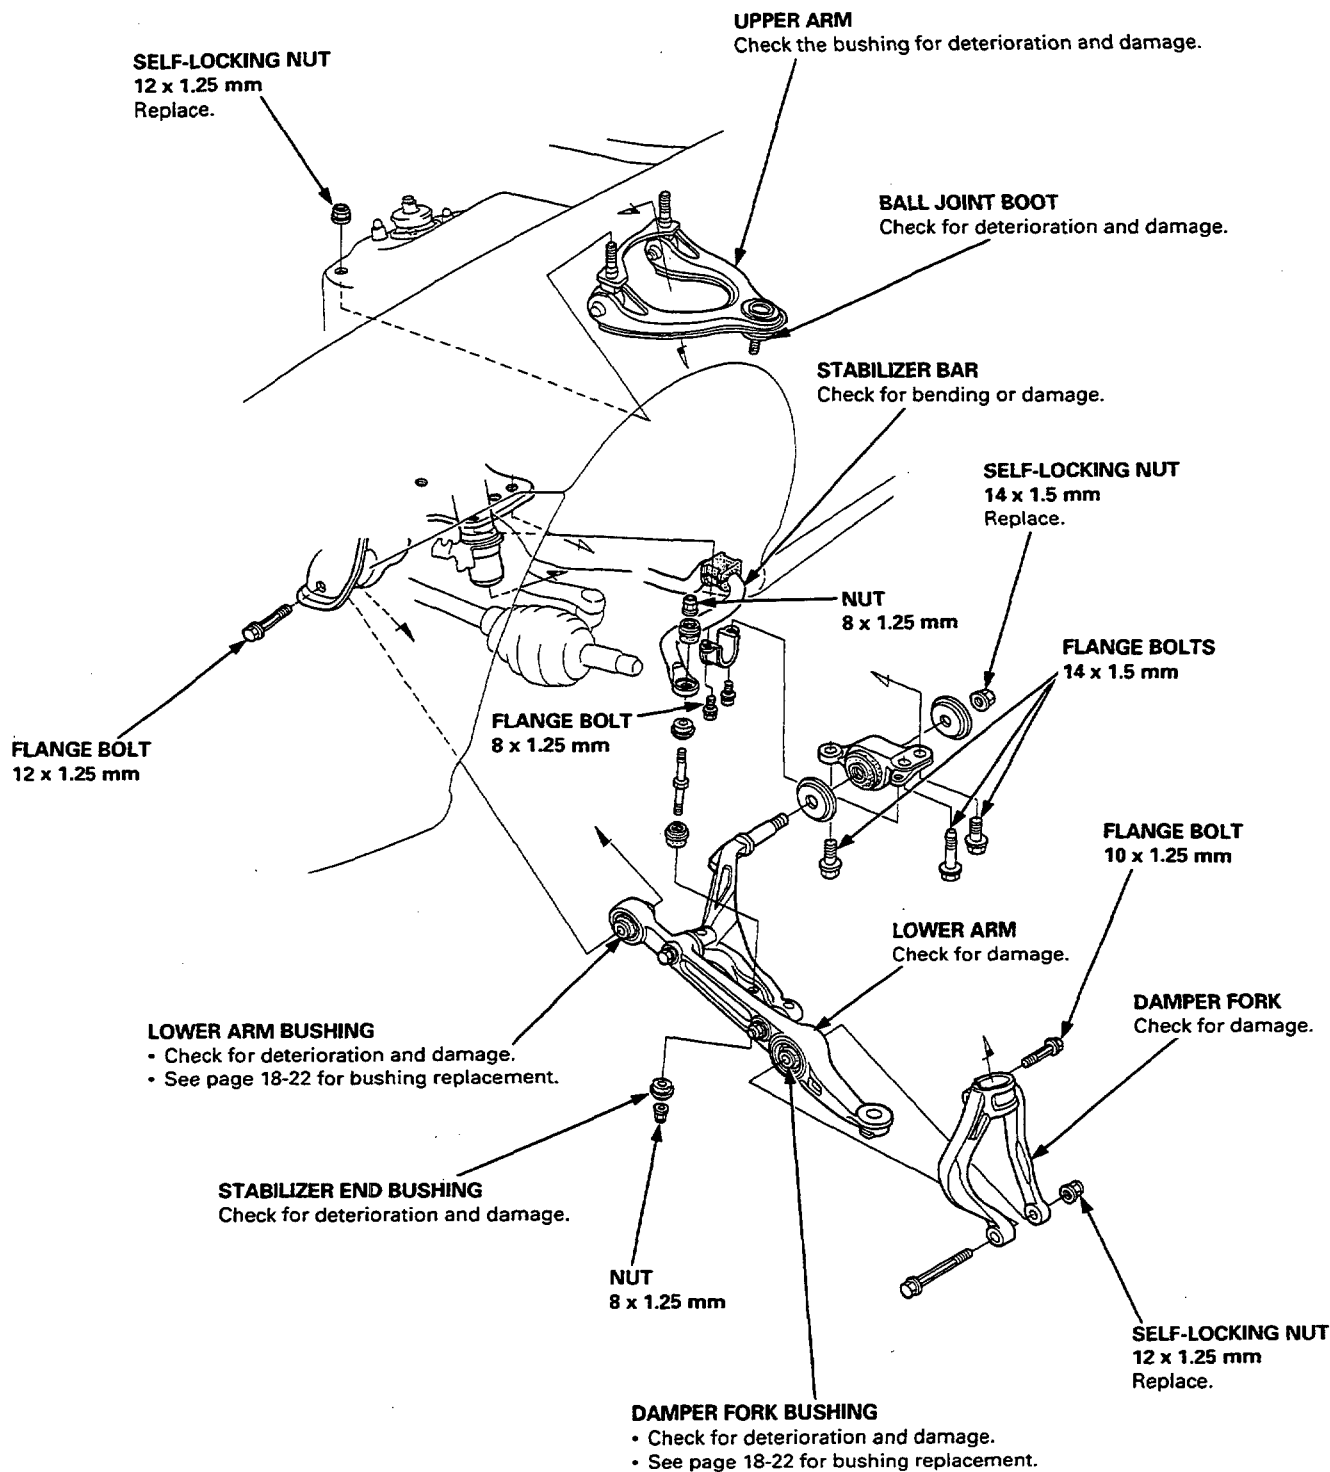 UPPER ARM
Check the bushing for deterioration and damage.
SELF-LOCKING NUT
12 x 1.25 mm
Replace.
BALL JOINT BOOT
Check for deterioration and damage.
STABILIZER BAR
Check for bending or damage.
SELF-LOCKING NUT
14 x 1.5 mm
Replace.
NUT
8 x 1.25 mm
FLANGE BOLTS
14 x 1.5 mm
FLANGE BOLT
8 x 1.25 mm
FLANGE BOLT
12 x 1.25 mm
FLANGE BOLT
10 x 1.25 mm
LOWER ARM
Check for damage.
DAMPER FORK
Check for damage.
LOWER ARM BUSHING
• Check for deterioration and damage.
• See page 18-22 for bushing replacement.
STABILIZER END BUSHING
Check for deterioration and damage.
NUT
8 x 1.25 mm
SELF-LOCKING NUT
12 x 1.25 mm
Replace.
DAMPER FORK BUSHING
• Check for deterioration and damage.
• See page 18-22 for bushing replacement.